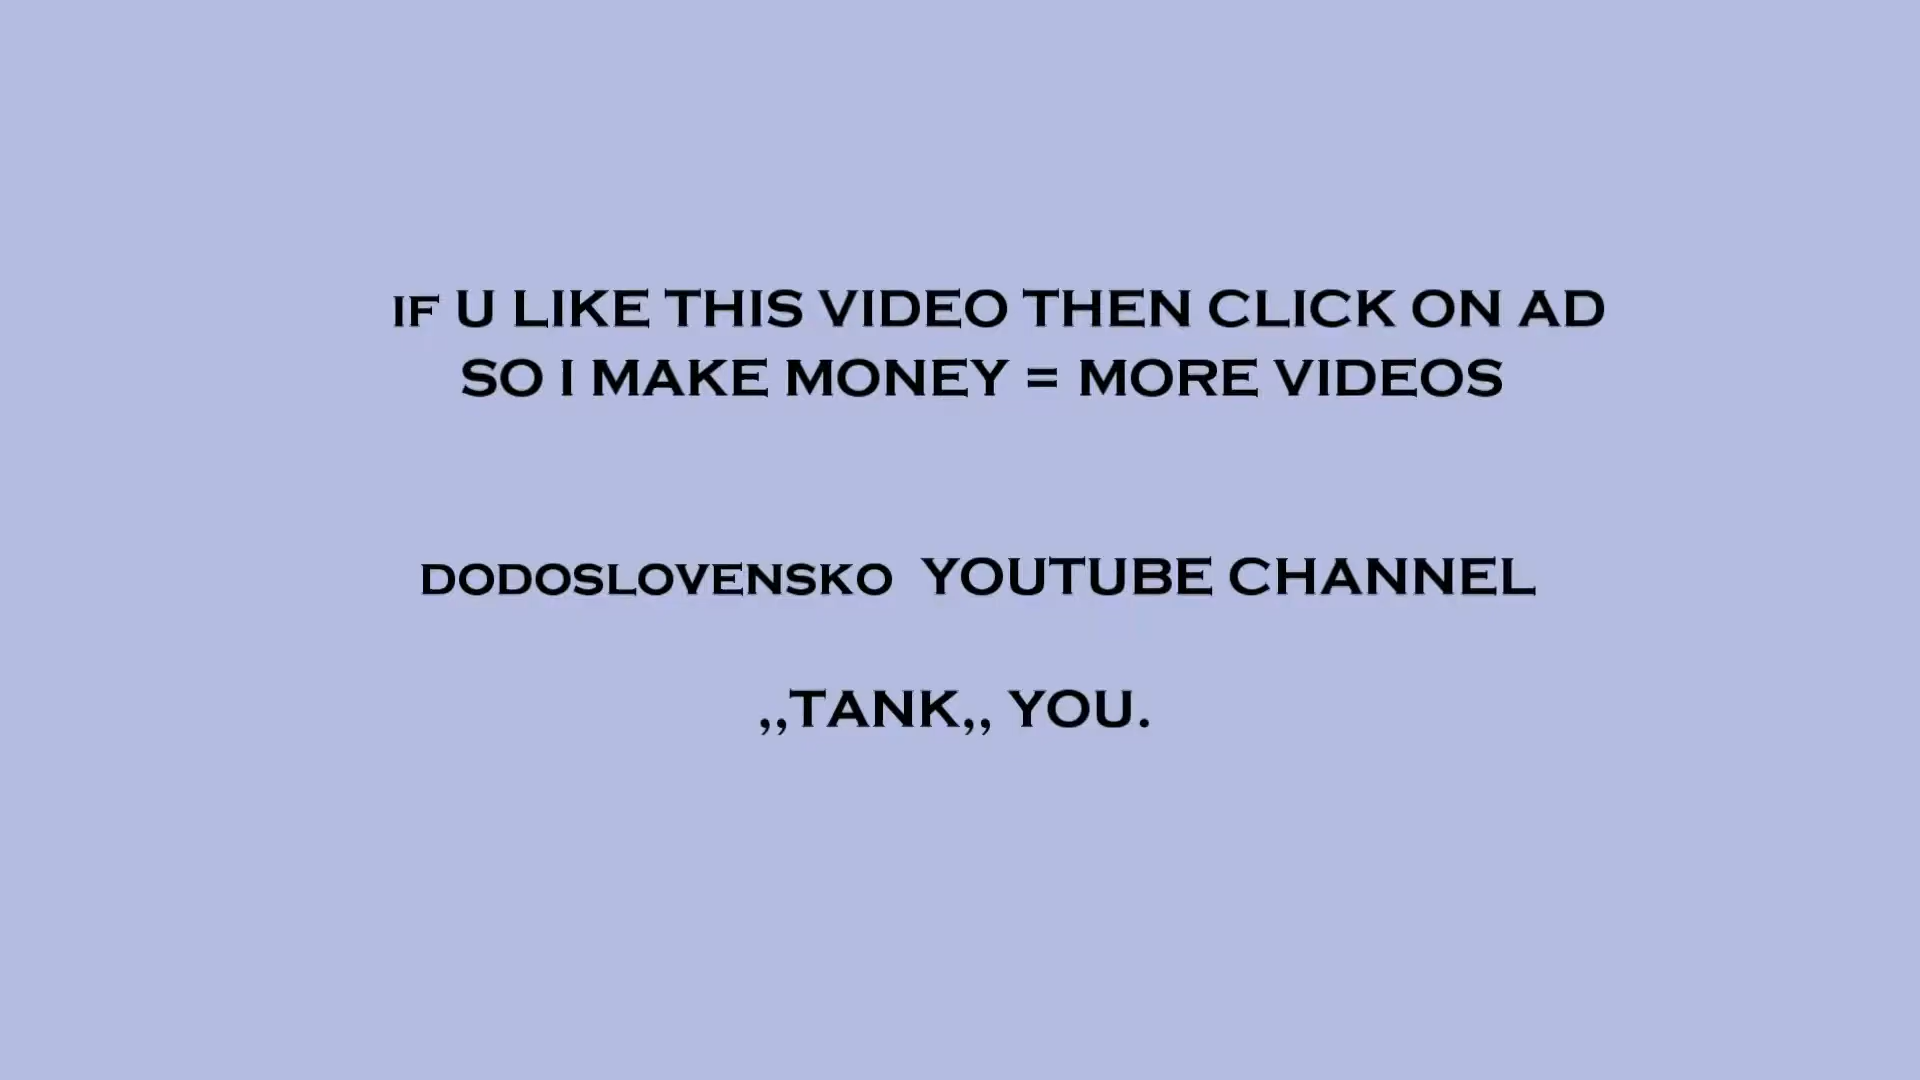 IF U LIKE THIS VIDEO THEN CLICK ON AD
SO I MAKE MONEY = MORE VIDEOS
DODOSLOVENSKO YOUTUBE CHANNEL
,,TANK,, YOU.